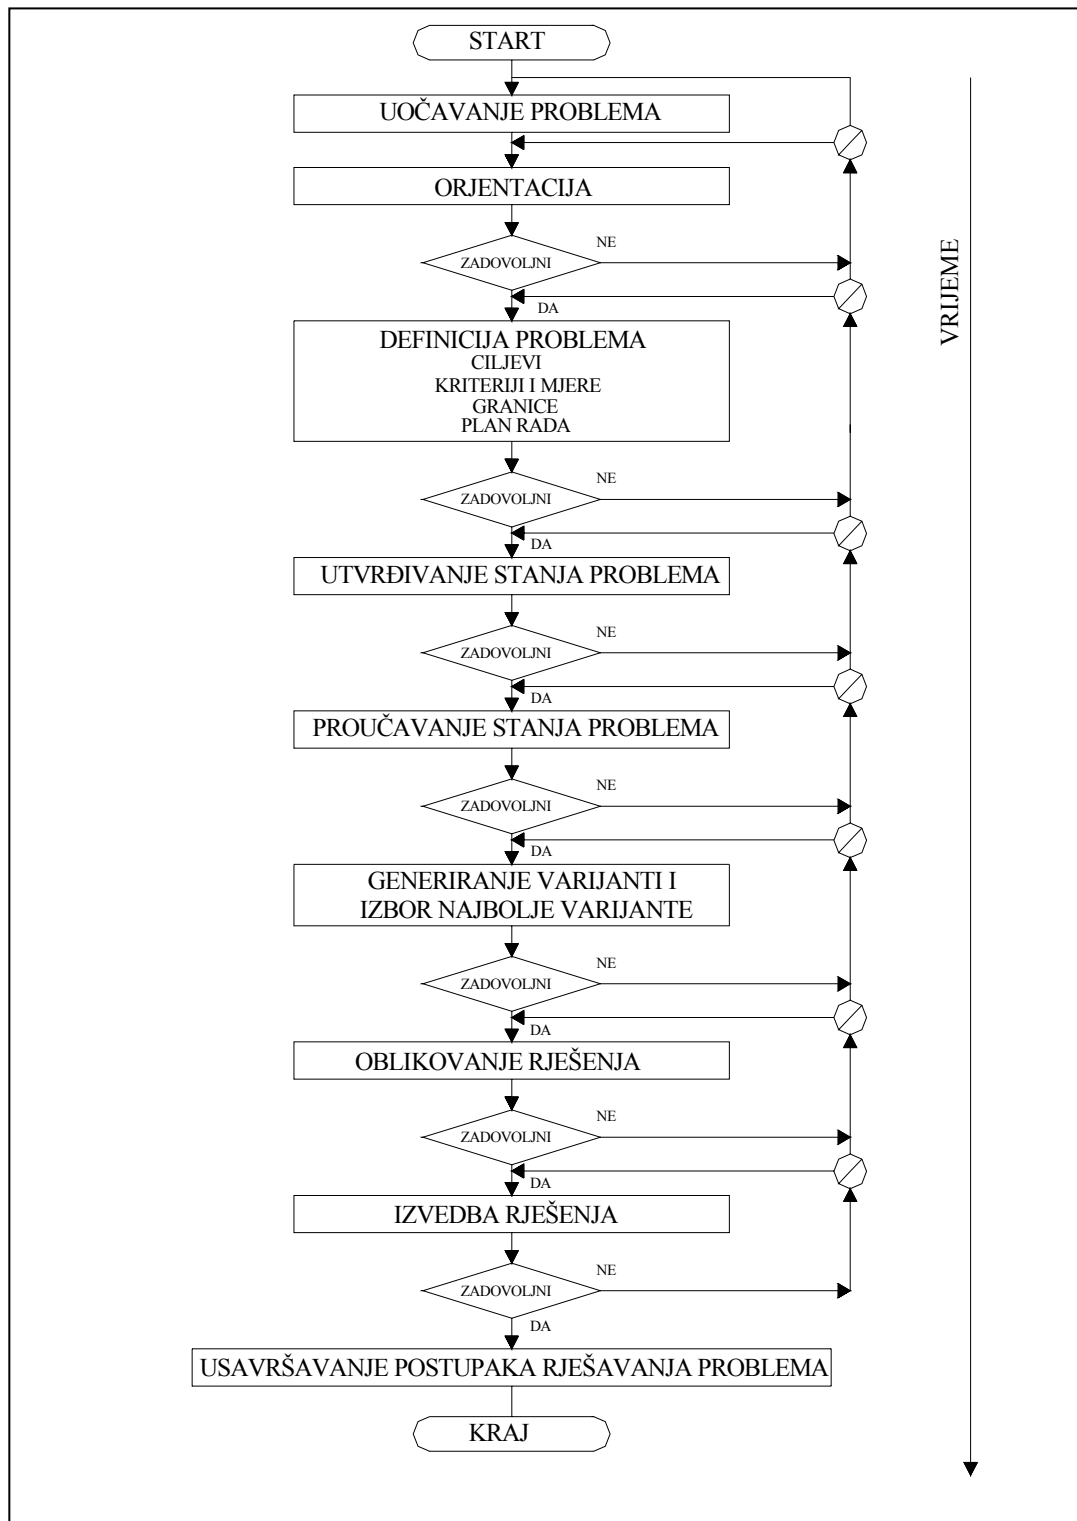 START
UOČAVANJE PROBLEMA
ORJENTACIJA
ZADOVOLJNI
NE
DA
DEFINICIJA PROBLEMA
CILJEVI
KRITERIJI I MJERE
GRANICE
PLAN RADA
ZADOVOLJNI
NE
DA
UTVRĐIVANJE STANJA PROBLEMA
ZADOVOLJNI
NE
DA
PROUČAVANJE STANJA PROBLEMA
ZADOVOLJNI
NE
DA
GENERIRANJE VARIJANTI I
IZBOR NAJBOLJE VARIJANTE
ZADOVOLJNI
NE
DA
OBLIKOVANJE RJEŠENJA
ZADOVOLJNI
NE
DA
IZVEDBA RJEŠENJA
ZADOVOLJNI
NE
DA
USAVRŠAVANJE POSTUPAKA RJEŠAVANJA PROBLEMA
KRAJ
VRIJEME